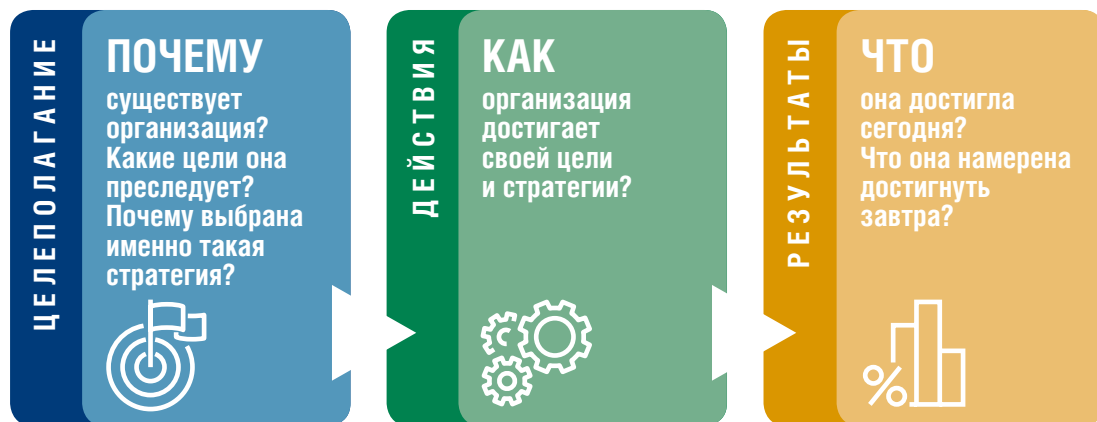 ЦЕЛЕПОЛАГАНИЕ
ПОЧЕМУ
существует
организация?
Какие цели она
преследует?
Почему выбрана
именно такая
стратегия?
ДЕЙСТВИЯ
КАК
организация
достигает
своей цели
и стратегии?
РЕЗУЛЬТАТЫ
ЧТО
она достигла
сегодня?
Что она намерена
достигнуть
завтра?
%